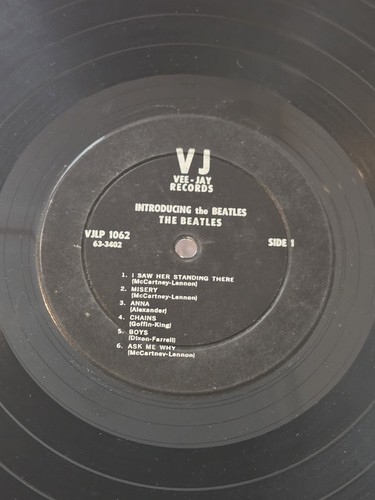 VJ
VEE-JAY
RECORDS
INTRODUCING the BEATLES
THE BEATLES
VJLP 1062
63-3402
SIDE 1
1. I SAW HER STANDING THERE
(McCartney-Lennon)
2. MISERY
(McCartney-Lennon)
3. ANNA
(Alexander)
4. CHAINS
(Goffin-King)
5. BOYS
(Dixon-Farrell)
6. ASK ME WHY
(McCartney-Lennon)